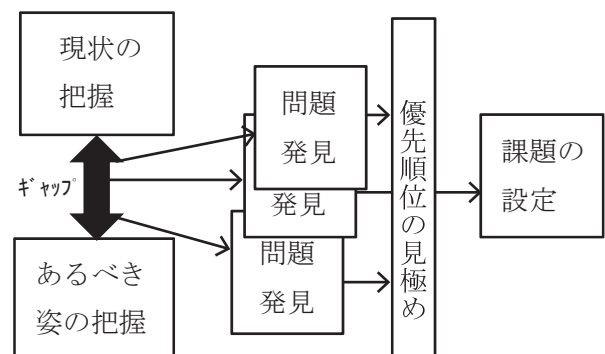 現状の
把握
ギャップ
あるべき
姿の把握
問題
発見
発見
問題
発見
優先順位の見極め
課題の
設定